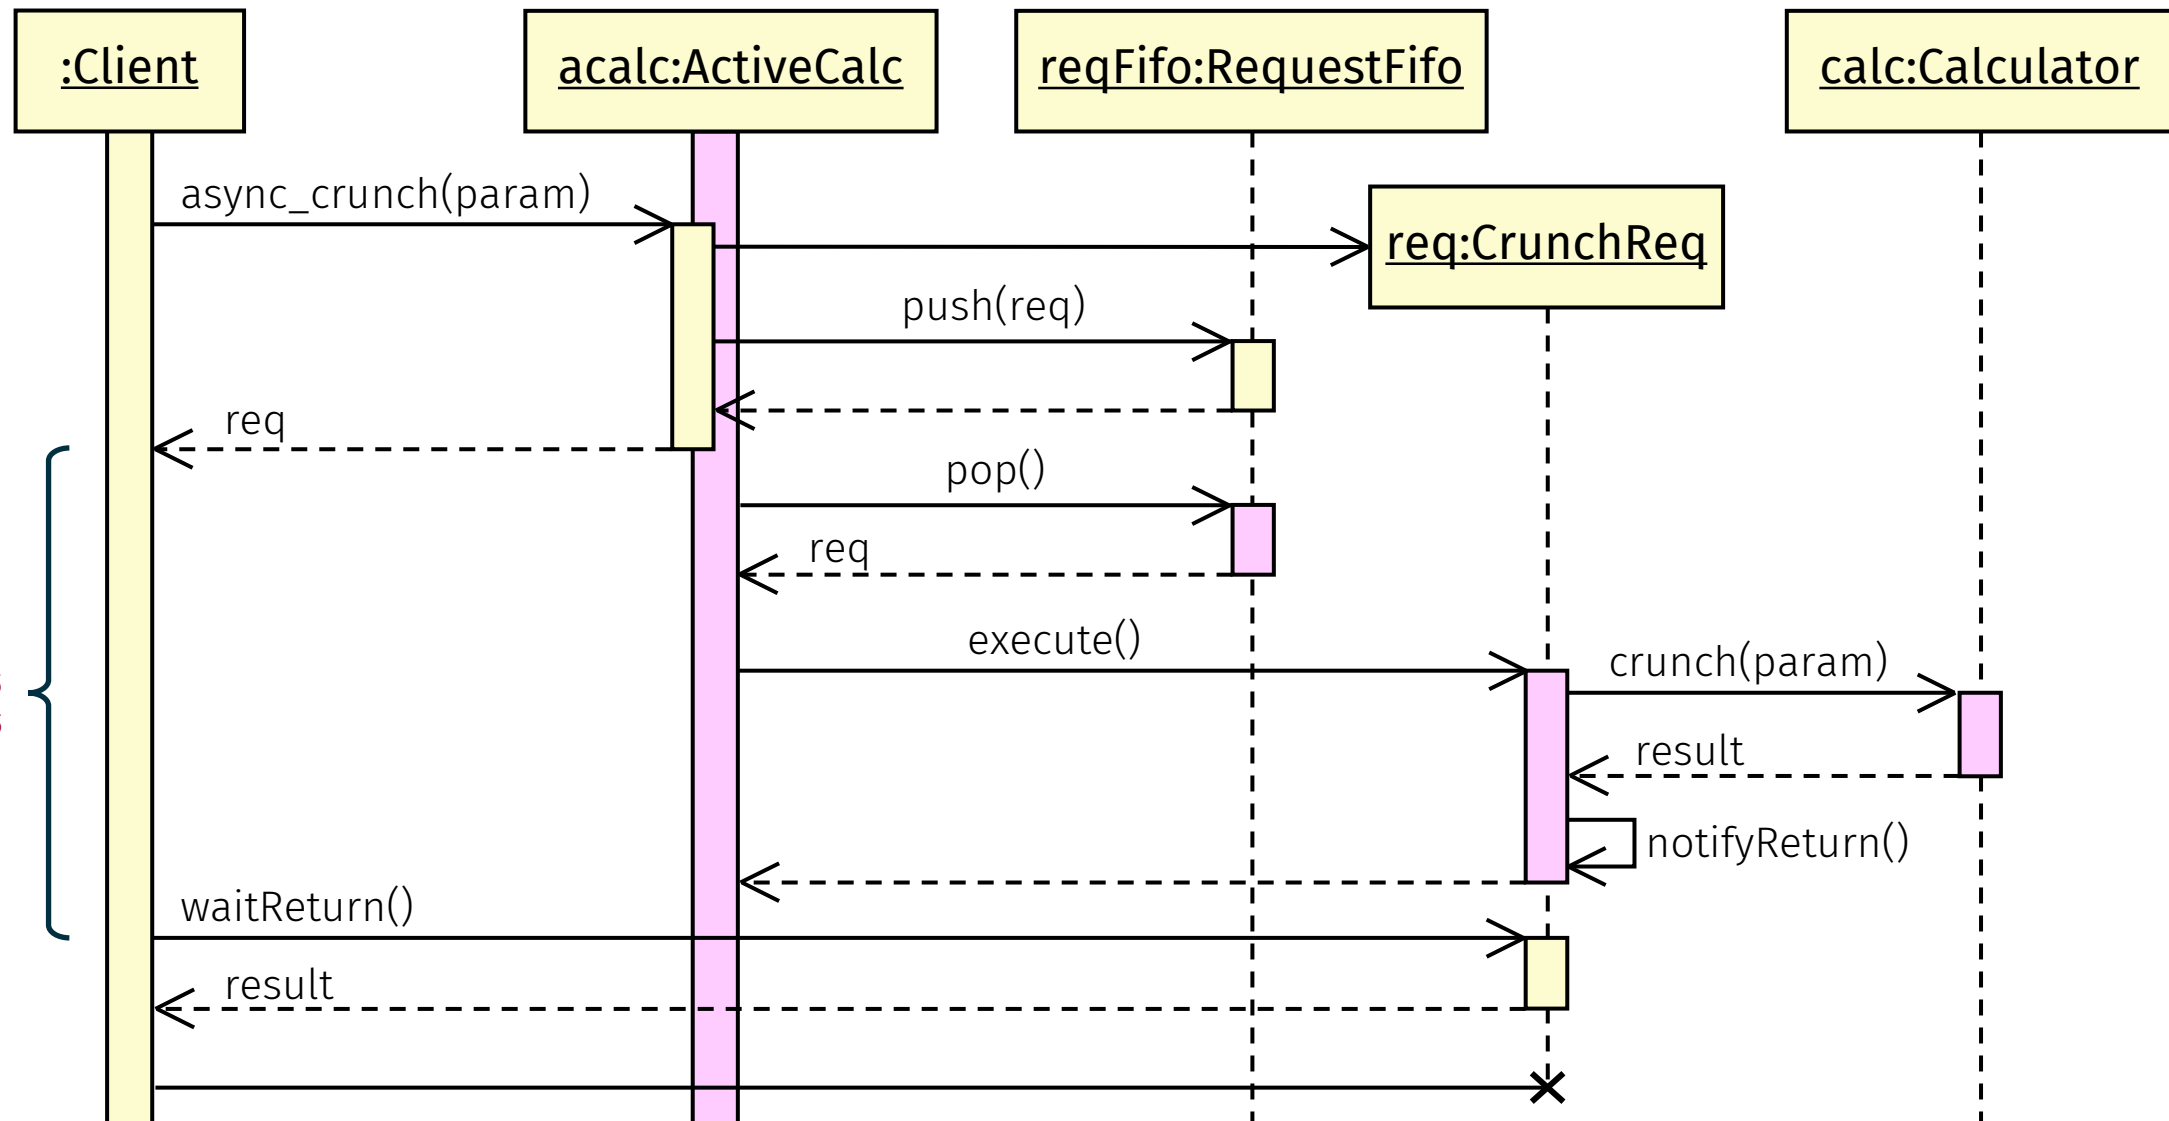 :Client
acalc:ActiveCalc
reqFifo:RequestFifo
calc:Calculator
async_crunch(param)
req:CrunchReq
push(req)
req
pop()
req
execute()
crunch(param)
result
notifyReturn()
waitReturn()
result